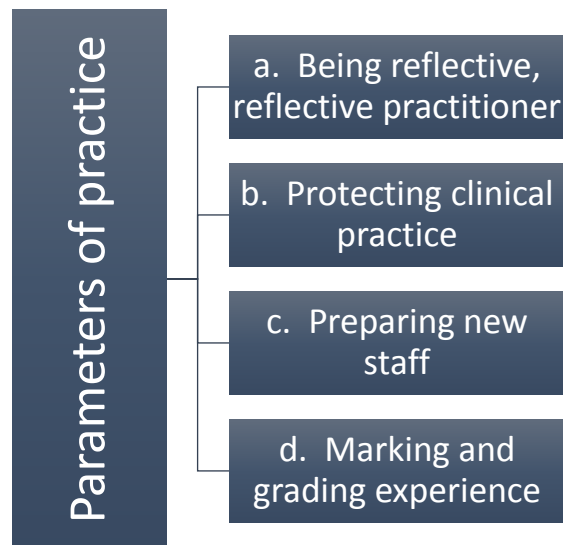 Parameters of practice
a. Being reflective,
reflective practitioner
b. Protecting clinical
practice
c. Preparing new
staff
d. Marking and
grading experience